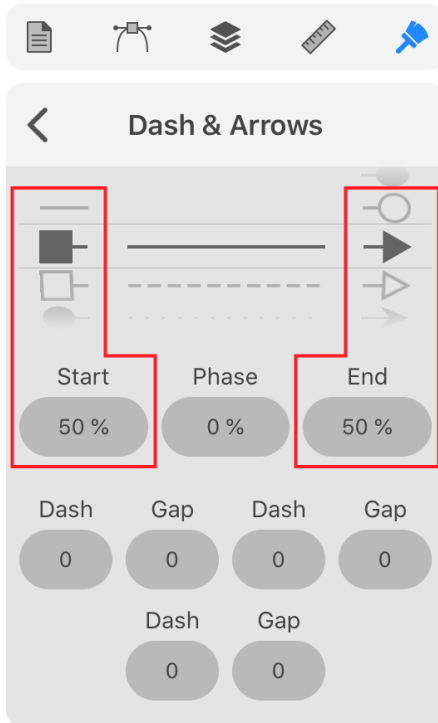 Dash & Arrows
Start Phase End
50 % 0 % 50 %
Dash Gap Dash Gap
0 0 0 0
Dash Gap
0 0